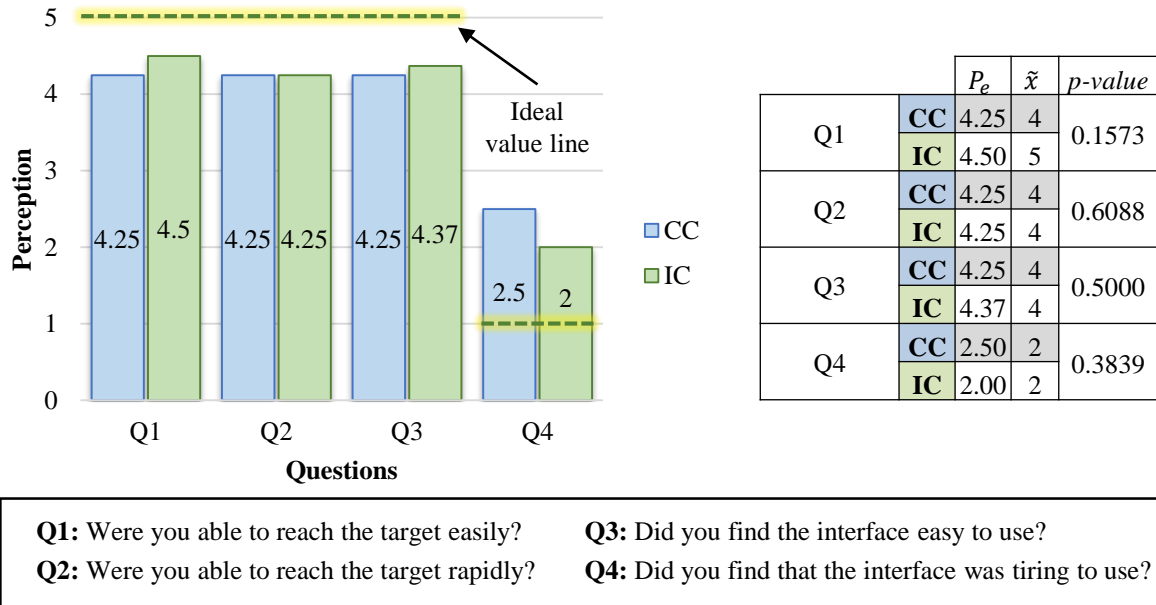 5
4
3
2
1
0
Perception
4.25
4.5
4.25
4.25
4.25
4.37
2.5
2
Q1
Q2
Q3
Q4
Questions
Ideal
value line
CC
IC
P_e x̃ p-value
Q1 CC 4.25 4 0.1573
IC 4.50 5
Q2 CC 4.25 4 0.6088
IC 4.25 4
Q3 CC 4.25 4 0.5000
IC 4.37 4
Q4 CC 2.50 2 0.3839
IC 2.00 2
Q1: Were you able to reach the target easily?
Q2: Were you able to reach the target rapidly?
Q3: Did you find the interface easy to use?
Q4: Did you find that the interface was tiring to use?